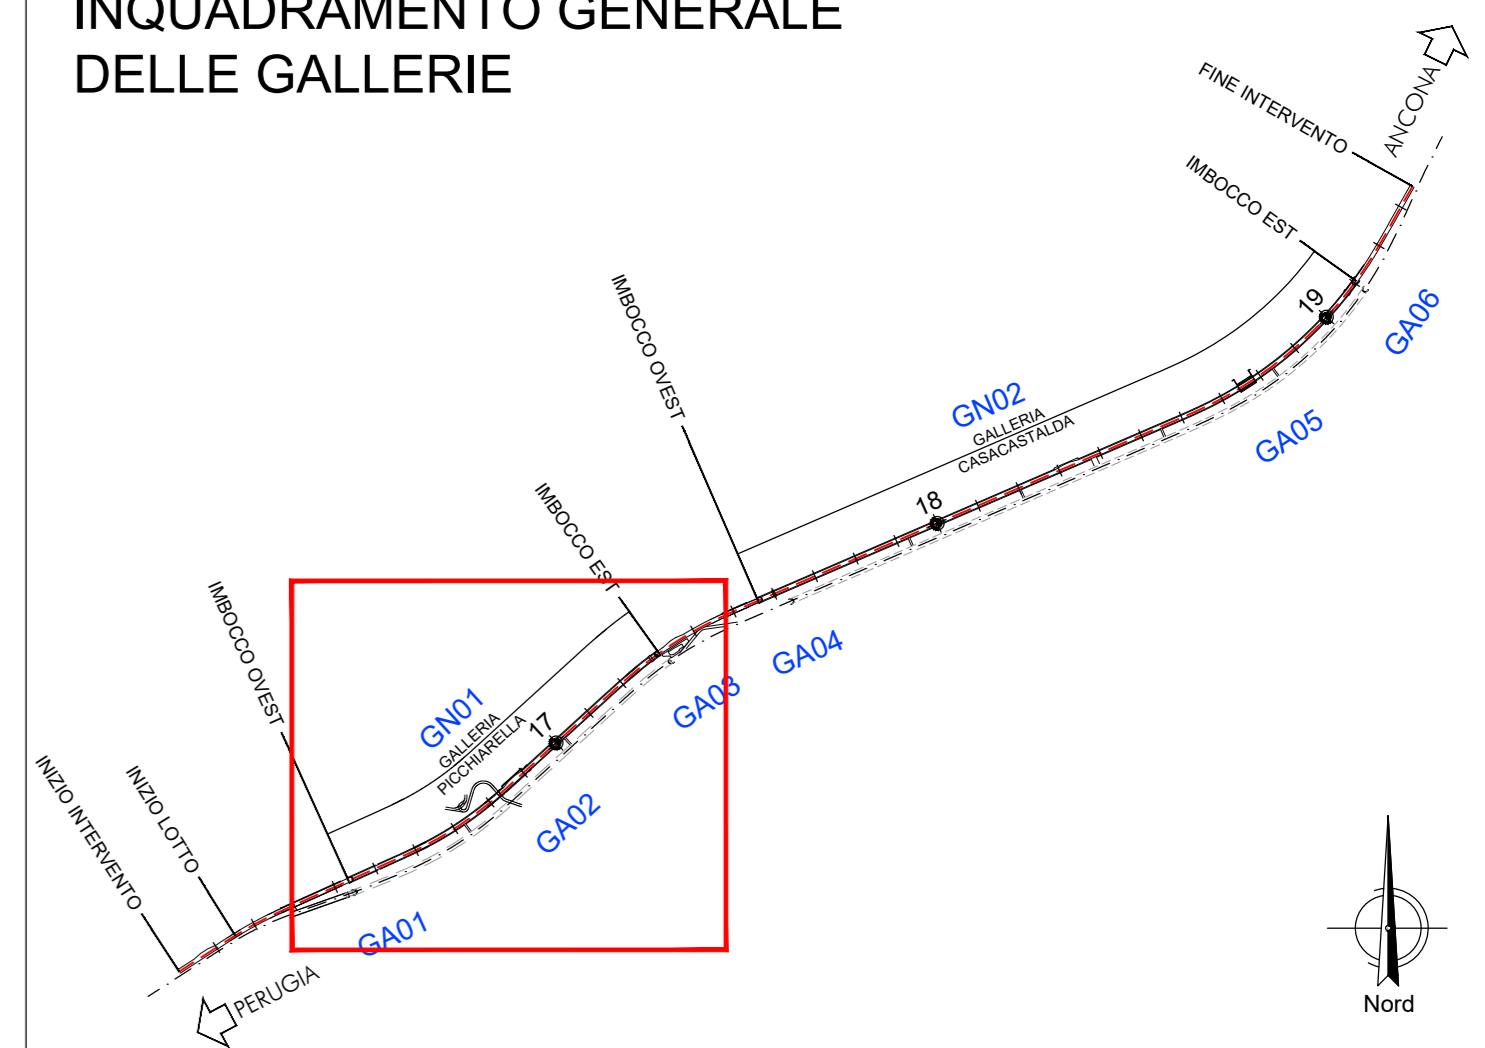 INQUADRAMENTO GENERALE
DELLE GALLERIE
ANCONA
FINE INTERVENTO
IMBOCCO EST
19
GA06
IMBOCCO OVEST
GN02
GALLERIA
CASACASTALDA
GA05
18
IMBOCCO EST
GA04
IMBOCCO OVEST
GA03
GN01
GALLERIA
PICCHIARELLA
17
GA02
INIZIO LOTTO
INIZIO INTERVENTO
GA01
PERUGIA
Nord